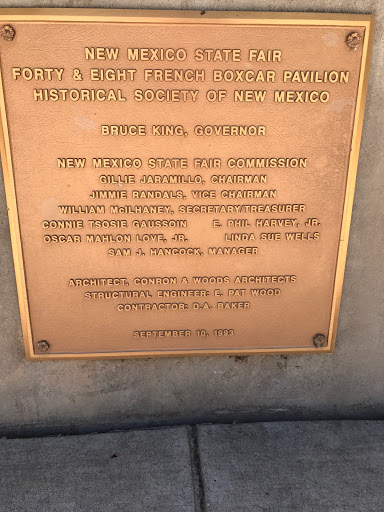 NEW MEXICO STATE FAIR
FORTY & EIGHT FRENCH BOXCAR PAVILION
HISTORICAL SOCIETY OF NEW MEXICO
BRUCE KING, GOVERNOR
NEW MEXICO STATE FAIR COMMISSION
GILLIE JARAMILLO, CHAIRMAN
JIMMIE RANDALS, VICE CHAIRMAN
WILLIAM McILHANEY, SECRETARY/TREASURER
CONNIE TSOSIE GAUSSOIN E. PHIL HARVEY, JR.
OSCAR MAHLON LOVE, JR. LINDA SUE WELLS
SAM J. HANCOCK, MANAGER
ARCHITECT, CONRON & WOODS ARCHITECTS
STRUCTURAL ENGINEER: E. PAT WOOD
CONTRACTOR: D.A. BAKER
SEPTEMBER 10, 1993